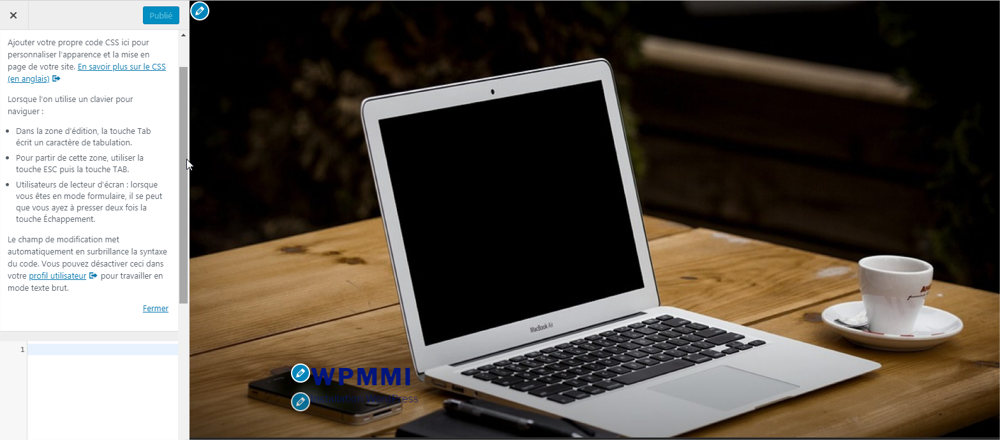 Publié
Ajouter votre propre code CSS ici pour
personnaliser l’apparence et la mise en
page de votre site. En savoir plus sur le CSS
(en anglais)
Lorsque l’on utilise un clavier pour
naviguer :
Dans la zone d’édition, la touche Tab
écrit un caractère de tabulation.
Pour partir de cette zone, utiliser la
touche ESC puis la touche TAB.
Utilisateurs de lecteur d’écran : lorsque
vous êtes en mode formulaire, il se peut
que vous ayez à presser deux fois la
touche Échappement.
Le champ de modification met
automatiquement en surbrillance la syntaxe
du code. Vous pouvez désactiver ceci dans
votre profil utilisateur pour travailler en
mode texte brut.
Fermer
1
MacBook Air
WPMMI
Inspiration WordPress